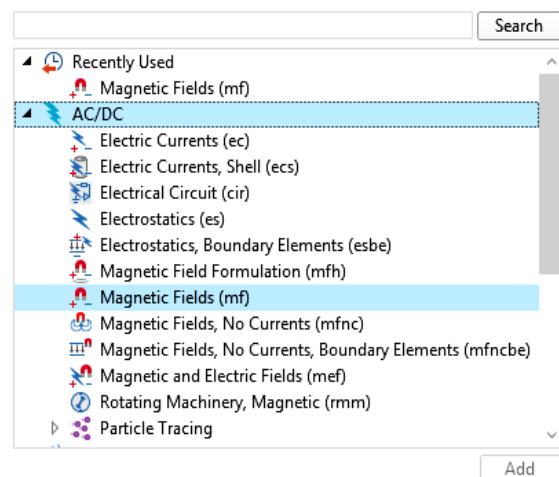 Search
Recently Used
Magnetic Fields (mf)
AC/DC
Electric Currents (ec)
Electric Currents, Shell (ecs)
Electrical Circuit (cir)
Electrostatics (es)
Electrostatics, Boundary Elements (esbe)
Magnetic Field Formulation (mfh)
Magnetic Fields (mf)
Magnetic Fields, No Currents (mfnc)
Magnetic Fields, No Currents, Boundary Elements (mfncbe)
Magnetic and Electric Fields (mef)
Rotating Machinery, Magnetic (rmm)
Particle Tracing
Add